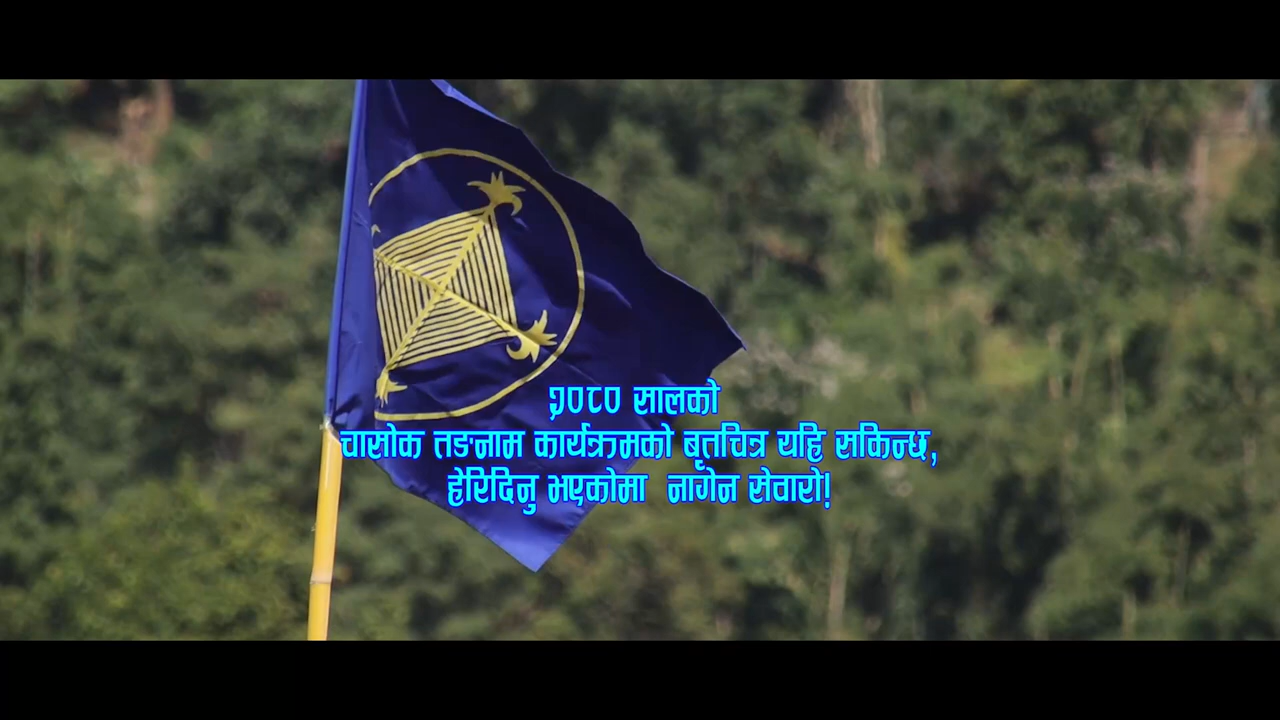 २०८० सालको
चासोक तङनाम कार्यक्रमको बृतचित्र यहि सकिन्छ,
हेरिदिनु भएकोमा नागेन सेवारो!